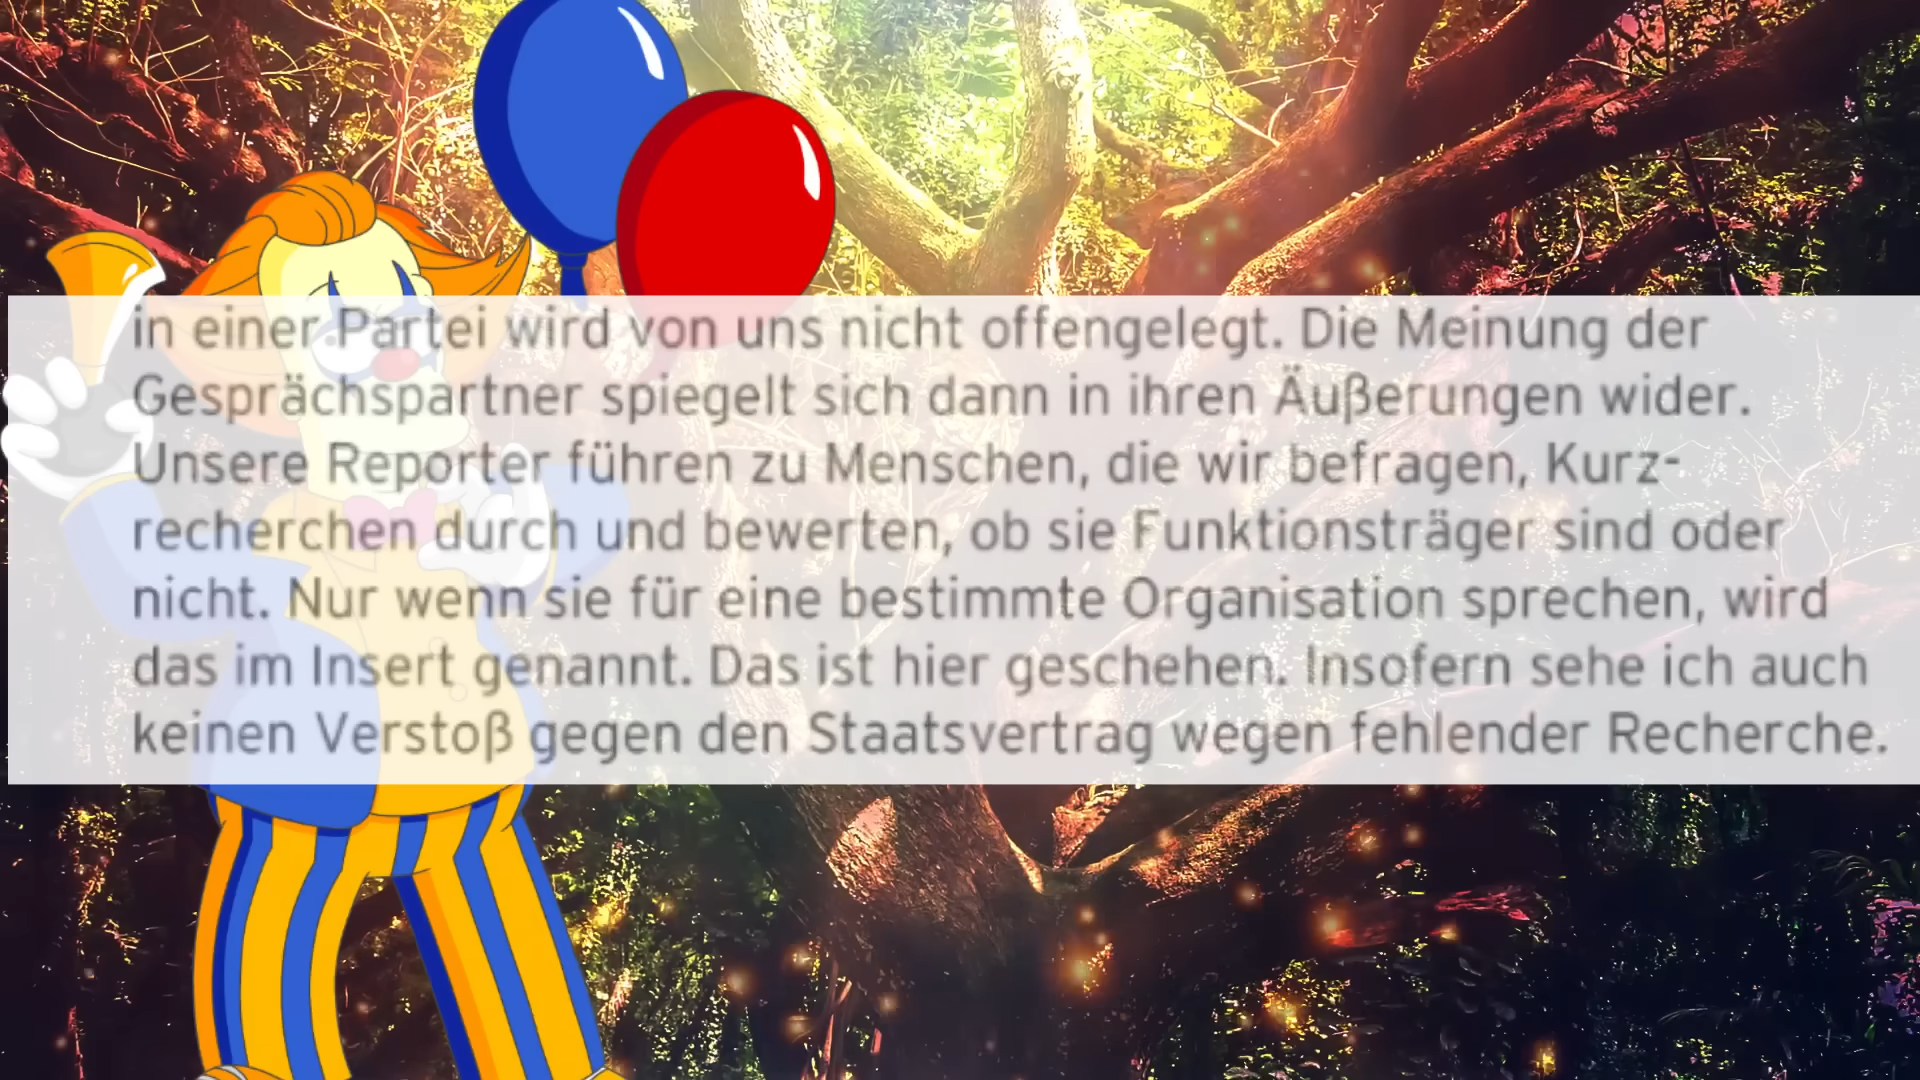 in einer Partei wird von uns nicht offengelegt. Die Meinung der
Gesprächspartner spiegelt sich dann in ihren Äußerungen wider.
Unsere Reporter führen zu Menschen, die wir befragen, Kurz-
recherchen durch und bewerten, ob sie Funktionsträger sind oder
nicht. Nur wenn sie für eine bestimmte Organisation sprechen, wird
das im Insert genannt. Das ist hier geschehen. Insofern sehe ich auch
keinen Verstoß gegen den Staatsvertrag wegen fehlender Recherche.